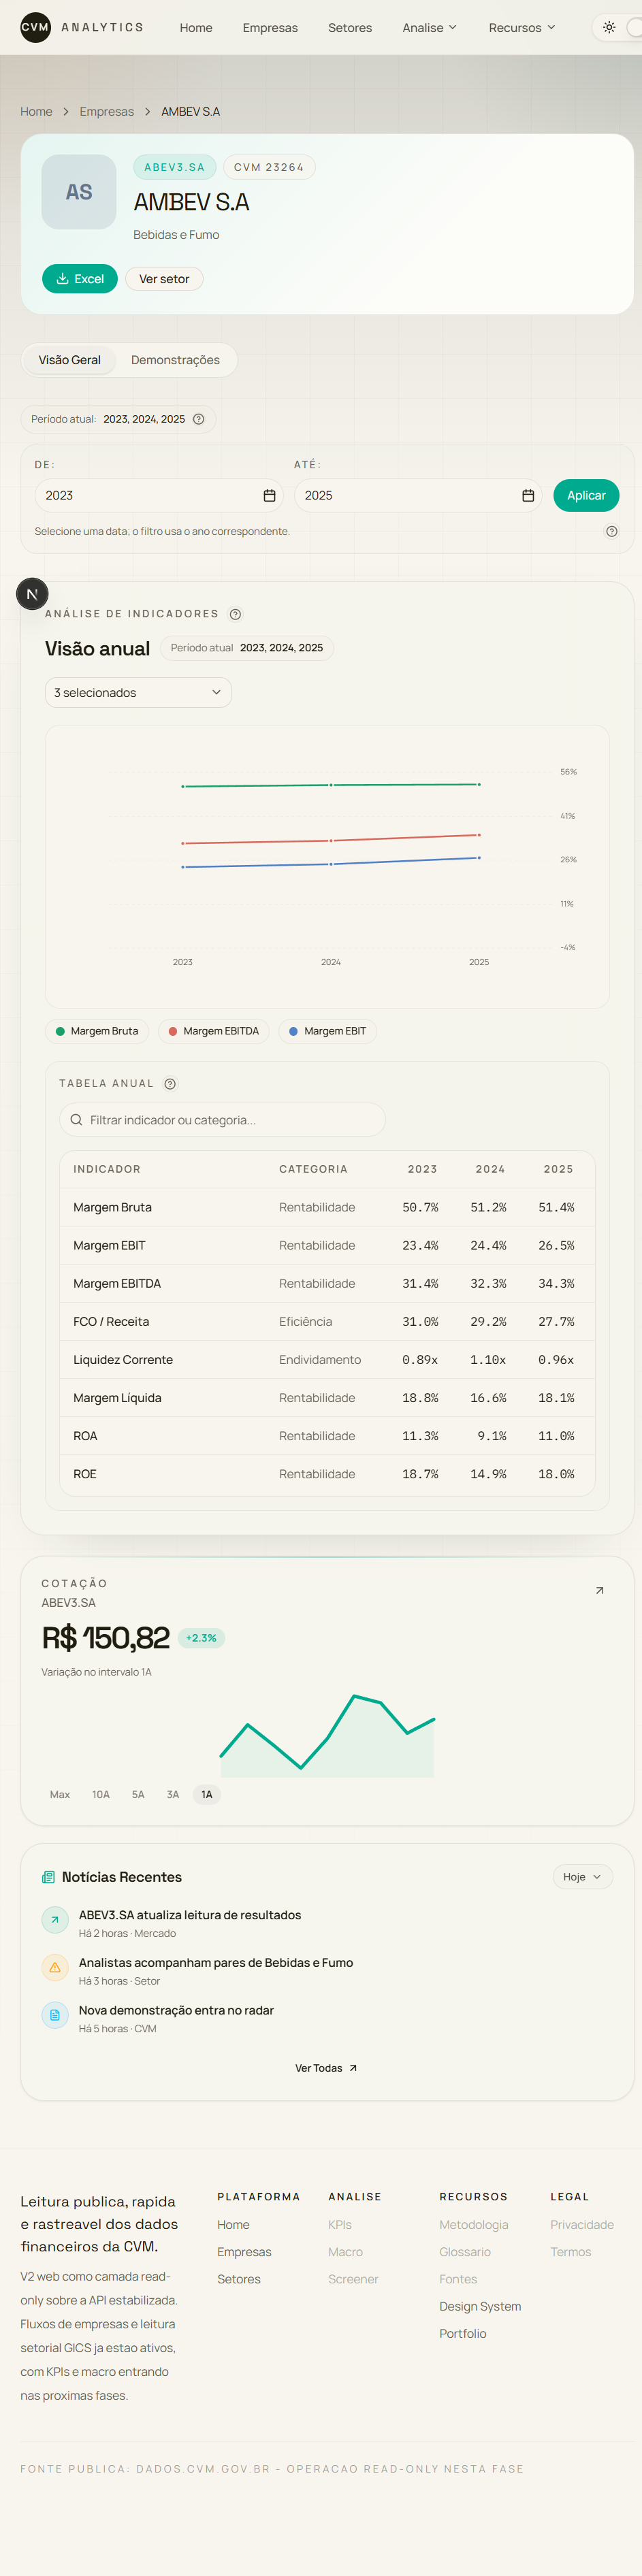 CVM ANALYTICS Home Empresas Setores Analise Recursos
Home > Empresas > AMBEV S.A
AS
ABEV3.SA CVM 23264
AMBEV S.A
Bebidas e Fumo
Excel Ver setor
Visão Geral Demonstrações
Período atual: 2023, 2024, 2025
DE: ATÉ:
2023 2025 Aplicar
Selecione uma data; o filtro usa o ano correspondente.
N
ANÁLISE DE INDICADORES
Visão anual Período atual 2023, 2024, 2025
3 selecionados
56%
41%
26%
11%
-4%
2023 2024 2025
Margem Bruta Margem EBITDA Margem EBIT
TABELA ANUAL
Filtrar indicador ou categoria...
INDICADOR CATEGORIA 2023 2024 2025
Margem Bruta Rentabilidade 50.7% 51.2% 51.4%
Margem EBIT Rentabilidade 23.4% 24.4% 26.5%
Margem EBITDA Rentabilidade 31.4% 32.3% 34.3%
FCO / Receita Eficiência 31.0% 29.2% 27.7%
Liquidez Corrente Endividamento 0.89x 1.10x 0.96x
Margem Líquida Rentabilidade 18.8% 16.6% 18.1%
ROA Rentabilidade 11.3% 9.1% 11.0%
ROE Rentabilidade 18.7% 14.9% 18.0%
COTAÇÃO
ABEV3.SA
R$ 150,82 +2.3%
Variação no intervalo 1A
Max 10A 5A 3A 1A
Notícias Recentes Hoje
ABEV3.SA atualiza leitura de resultados
Há 2 horas · Mercado
Analistas acompanham pares de Bebidas e Fumo
Há 3 horas · Setor
Nova demonstração entra no radar
Há 5 horas · CVM
Ver Todas
Leitura publica, rapida
e rastreavel dos dados
financeiros da CVM.
V2 web como camada read-
only sobre a API estabilizada.
Fluxos de empresas e leitura
setorial GICS ja estao ativos,
com KPIs e macro entrando
nas proximas fases.
PLATAFORMA
Home
Empresas
Setores
ANALISE
KPIs
Macro
Screener
RECURSOS
Metodologia
Glossario
Fontes
Design System
Portfolio
LEGAL
Privacidade
Termos
FONTE PUBLICA: DADOS.CVM.GOV.BR - OPERACAO READ-ONLY NESTA FASE